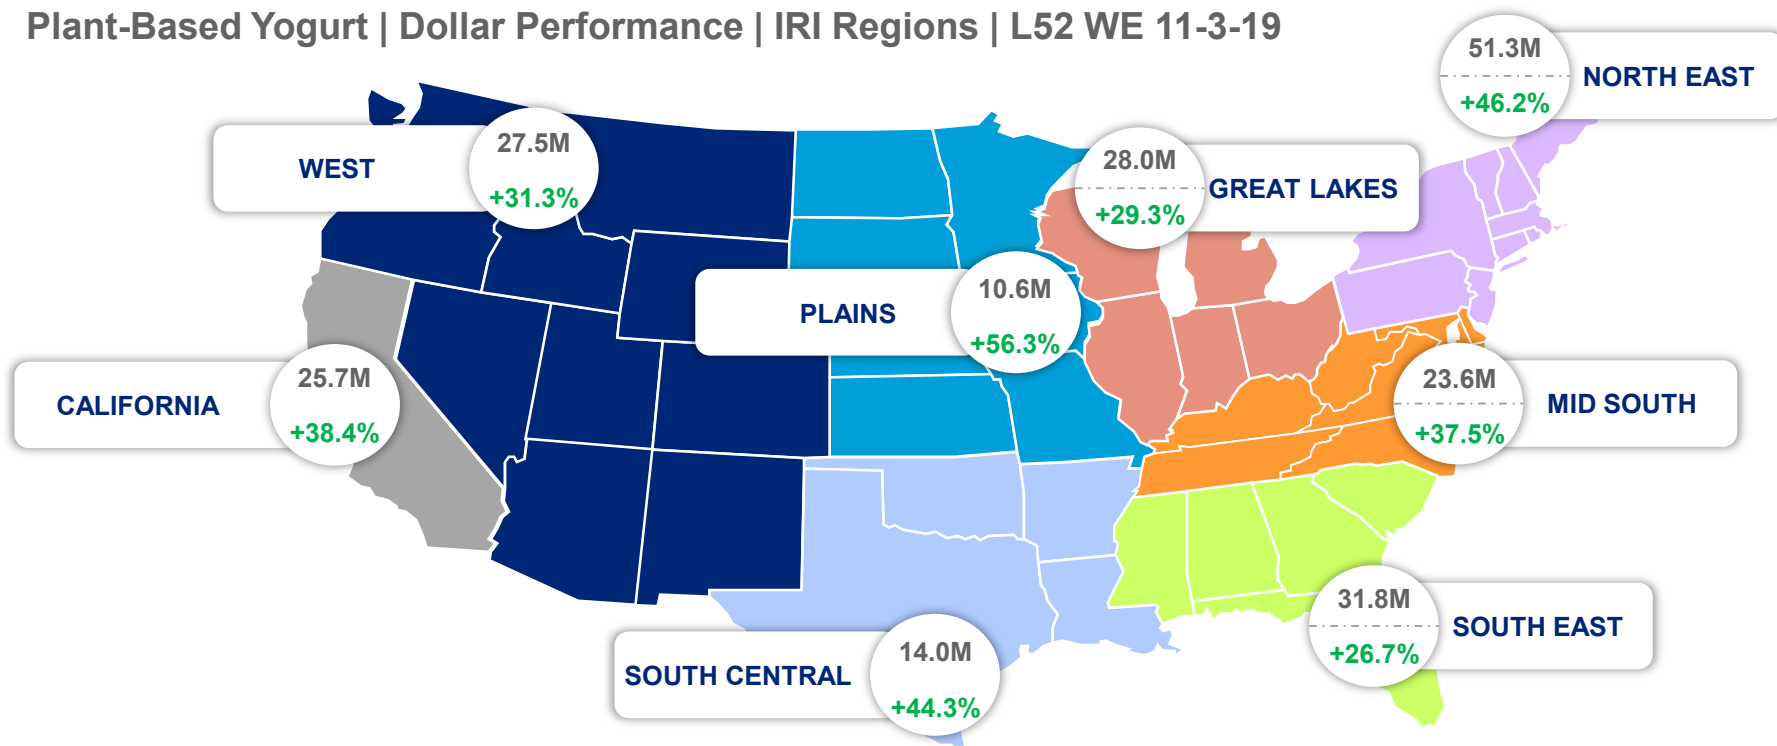 Plant-Based Yogurt | Dollar Performance | IRI Regions | L52 WE 11-3-19
51.3M
+46.2%
NORTH EAST
WEST
27.5M
+31.3%
28.0M
+29.3%
GREAT LAKES
PLAINS
10.6M
+56.3%
CALIFORNIA
25.7M
+38.4%
23.6M
+37.5%
MID SOUTH
31.8M
+26.7%
SOUTH EAST
SOUTH CENTRAL
14.0M
+44.3%